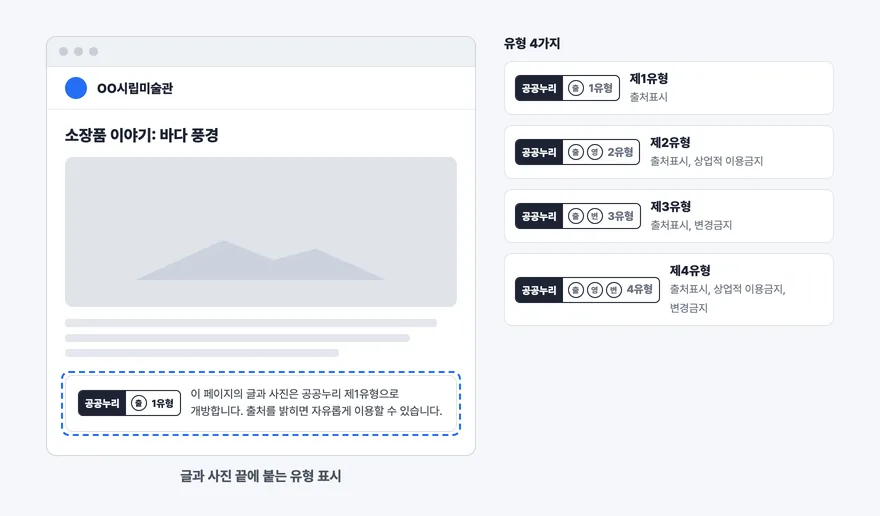 OO시립미술관
소장품 이야기: 바다 풍경
공공누리 출 1유형
이 페이지의 글과 사진은 공공누리 제1유형으로
개방합니다. 출처를 밝히면 자유롭게 이용할 수 있습니다.
글과 사진 끝에 붙는 유형 표시
유형 4가지
공공누리 출 1유형
제1유형
출처표시
공공누리 출 영 2유형
제2유형
출처표시, 상업적 이용금지
공공누리 출 번 3유형
제3유형
출처표시, 변경금지
공공누리 출 영 번 4유형
제4유형
출처표시, 상업적 이용금지,
변경금지